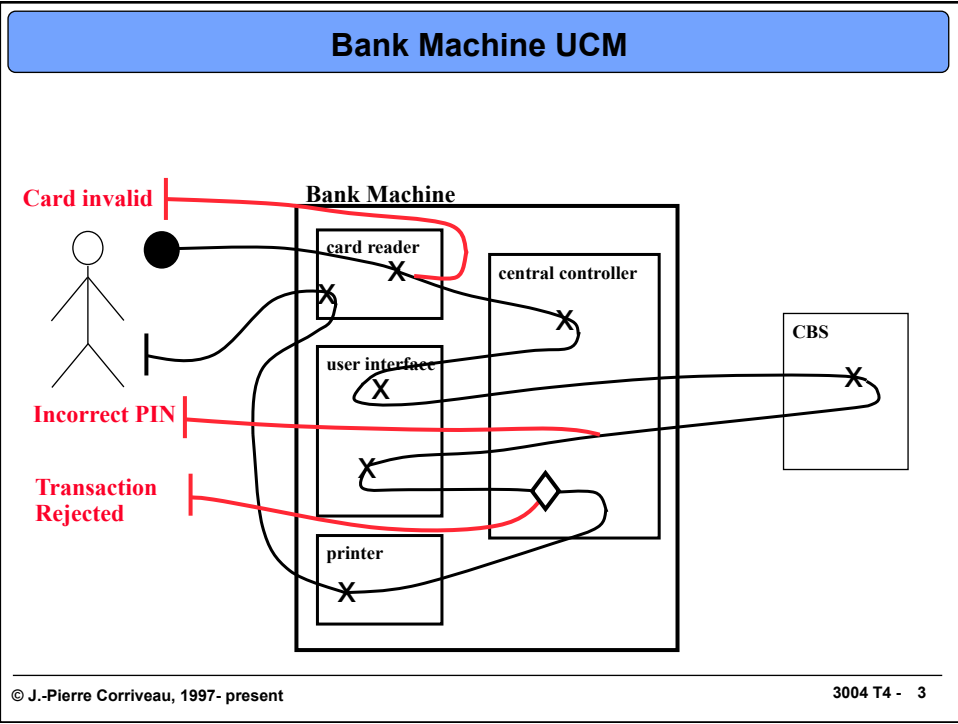 Bank Machine UCM
Card invalid
Bank Machine
card reader
central controller
CBS
user interface
Incorrect PIN
Transaction
Rejected
printer
X
X
X
X
X
X
X
© J.-Pierre Corriveau, 1997- present
3004 T4 - 3